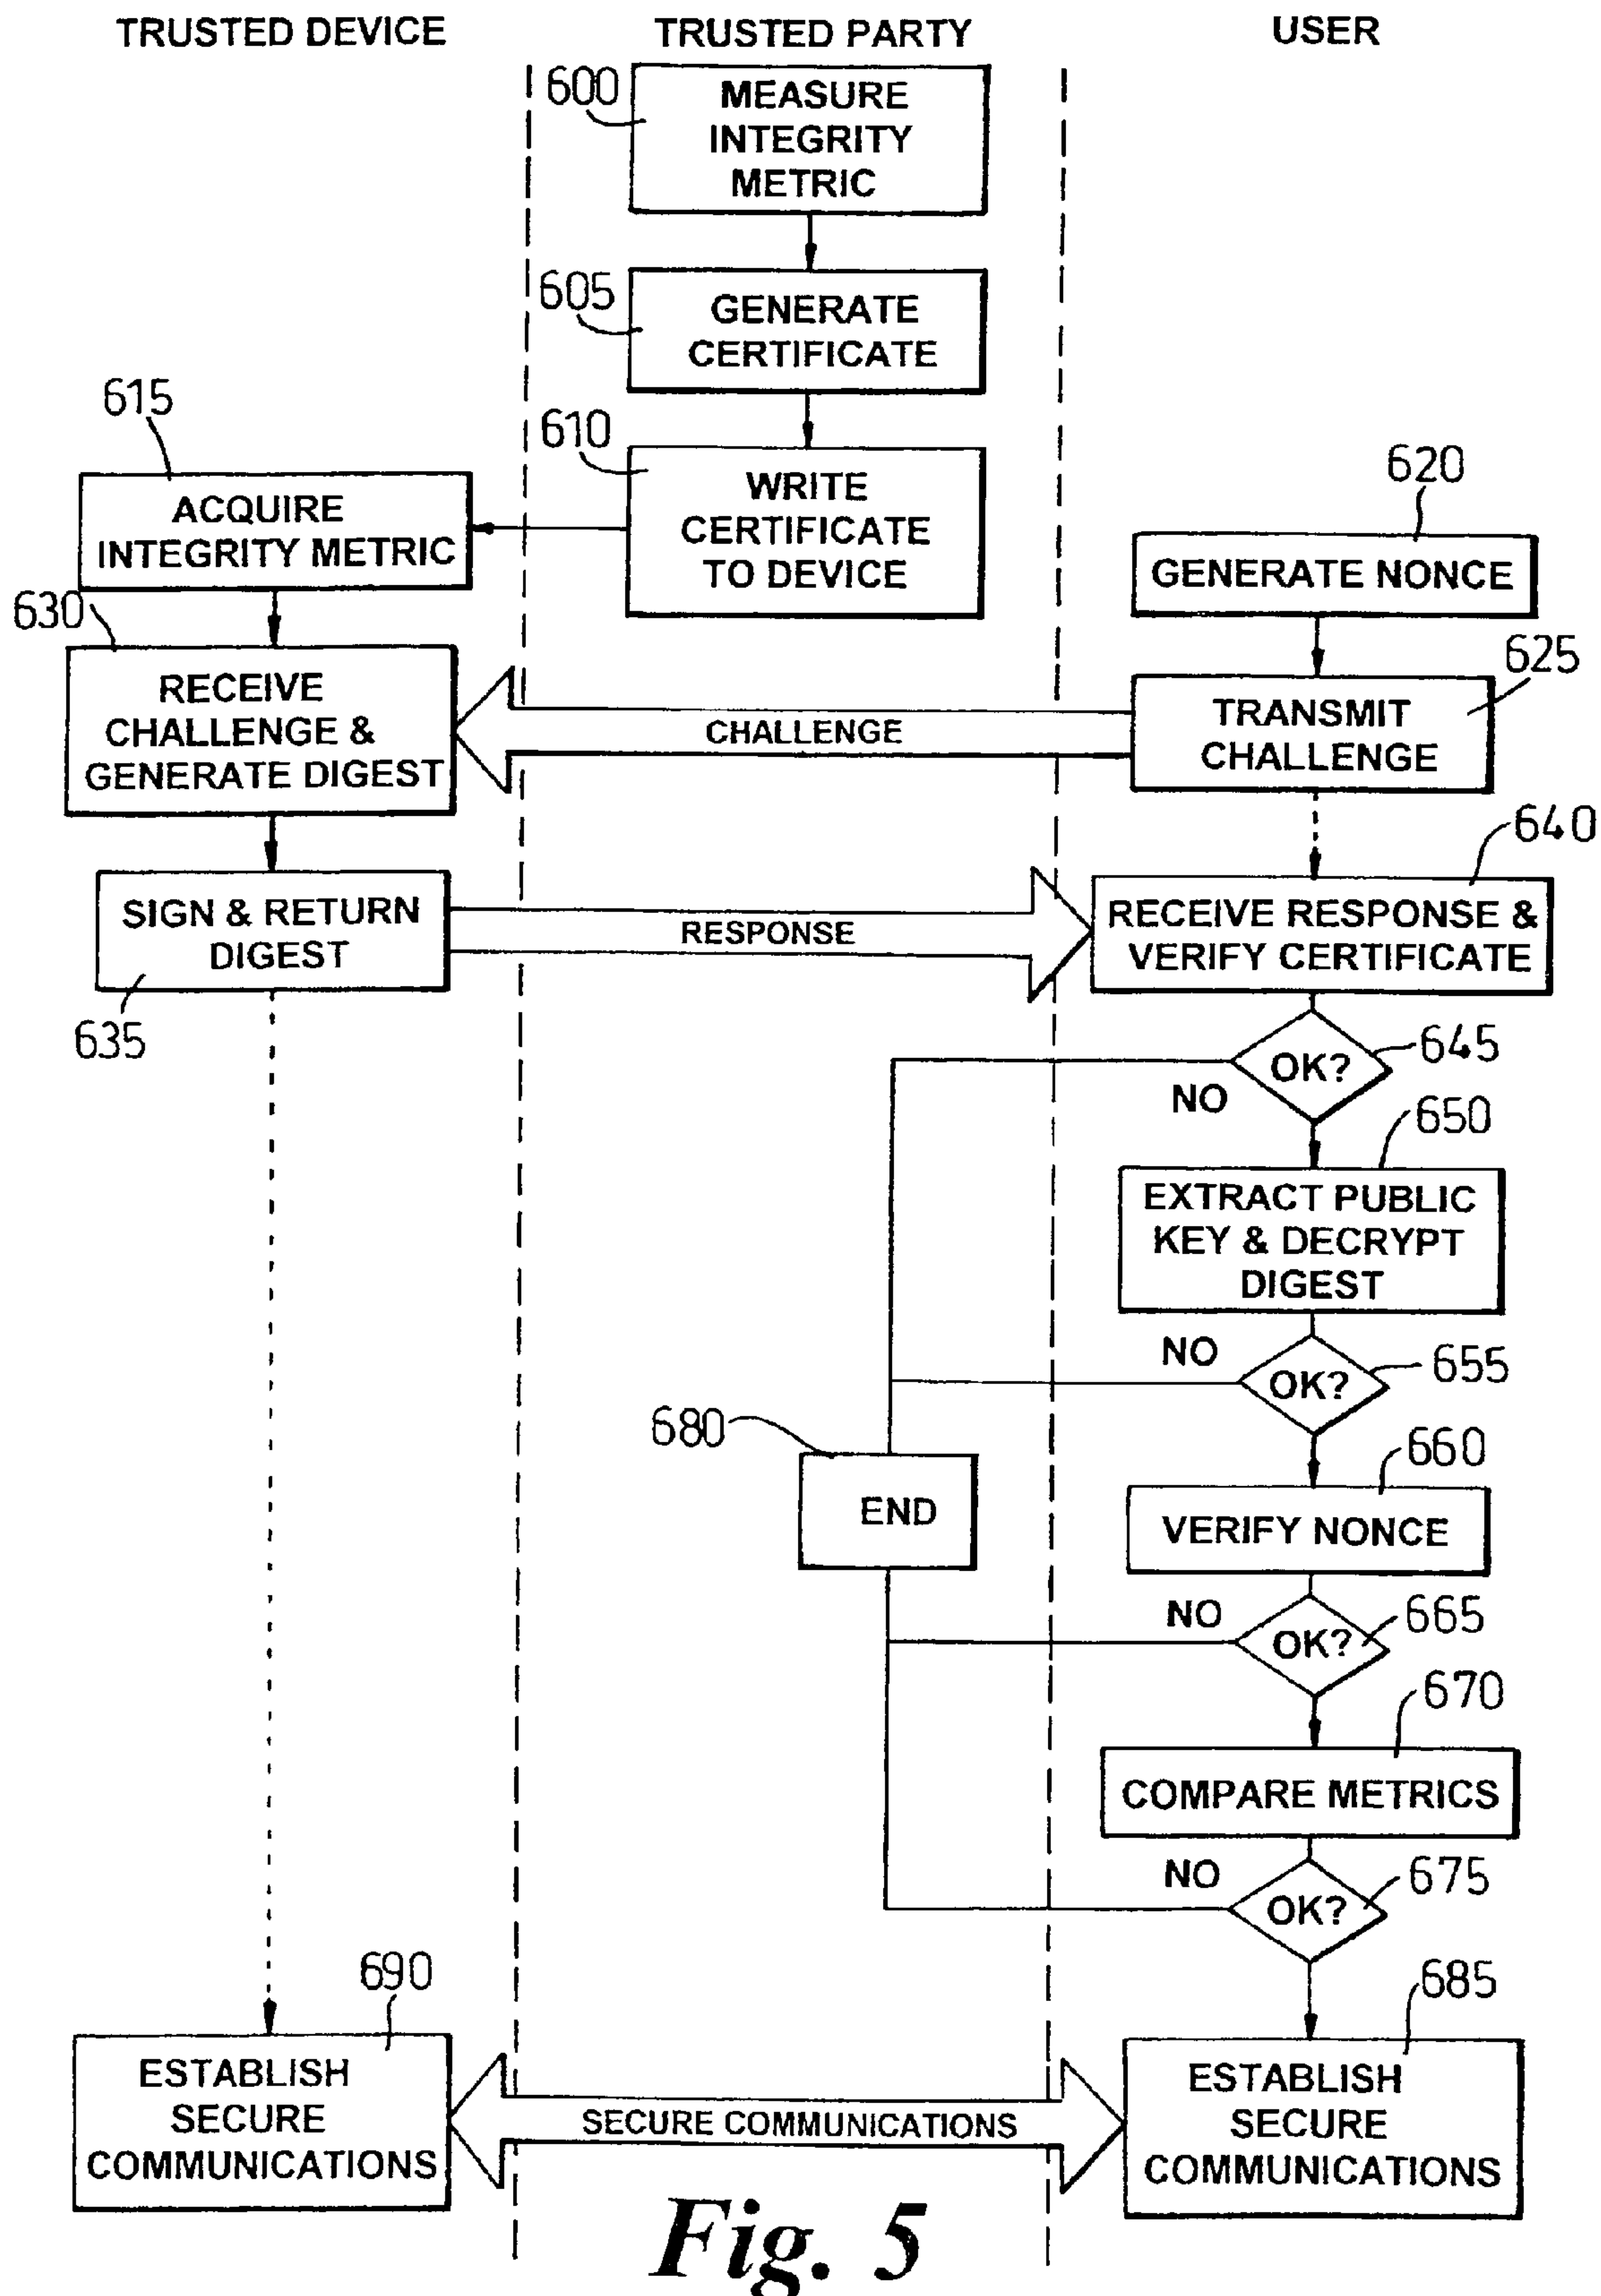 TRUSTED DEVICE
TRUSTED PARTY
USER
600
MEASURE
INTEGRITY
METRIC
605
GENERATE
CERTIFICATE
610
WRITE
CERTIFICATE
TO DEVICE
615
ACQUIRE
INTEGRITY METRIC
620
GENERATE NONCE
630
RECEIVE
CHALLENGE &
GENERATE DIGEST
CHALLENGE
625
TRANSMIT
CHALLENGE
SIGN & RETURN
DIGEST
635
RESPONSE
640
RECEIVE RESPONSE &
VERIFY CERTIFICATE
OK?
645
NO
650
EXTRACT PUBLIC
KEY & DECRYPT
DIGEST
NO
OK?
655
680
END
660
VERIFY NONCE
NO
OK?
665
670
COMPARE METRICS
NO
OK?
675
690
ESTABLISH
SECURE
COMMUNICATIONS
SECURE COMMUNICATIONS
685
ESTABLISH
SECURE
COMMUNICATIONS
Fig. 5